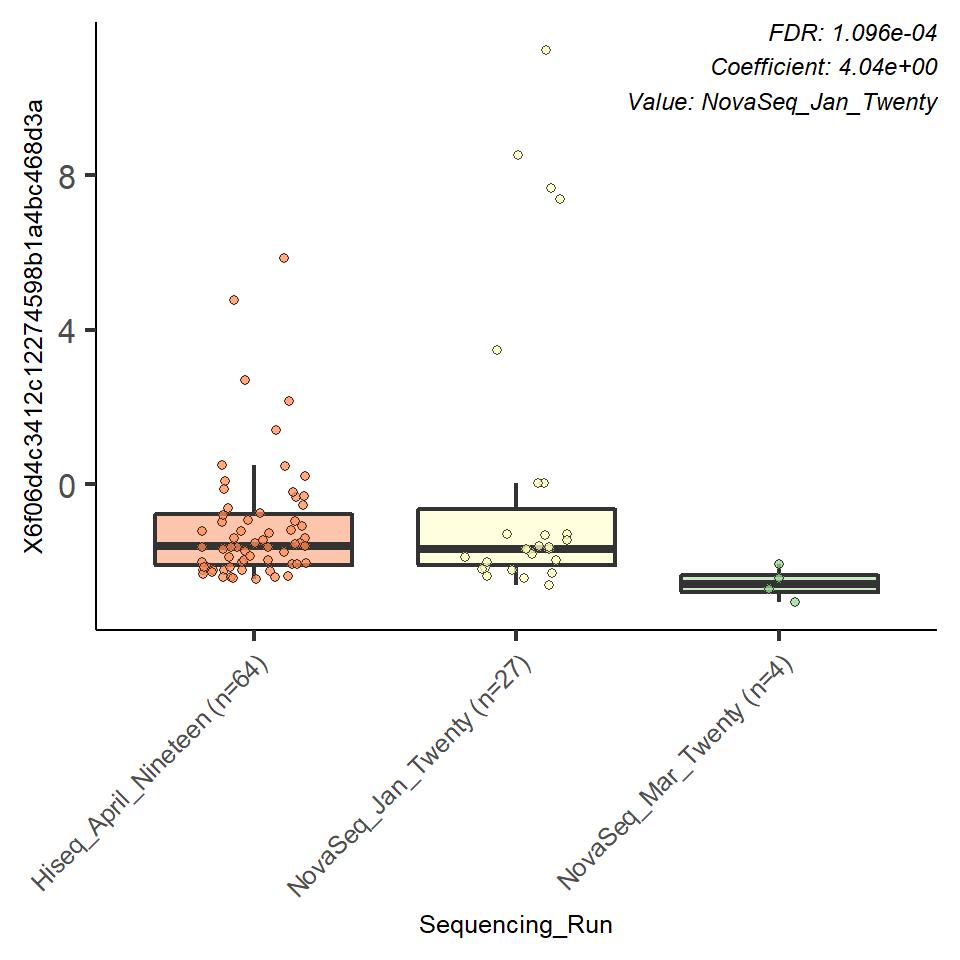 FDR: 1.096e-04
Coefficient: 4.04e+00
Value: NovaSeq_Jan_Twenty
X6f06d4c3412c12274598b1a4bc468d3a
8
4
0
Hiseq_April_Nineteen (n=64)
NovaSeq_Jan_Twenty (n=27)
NovaSeq_Mar_Twenty (n=4)
Sequencing_Run